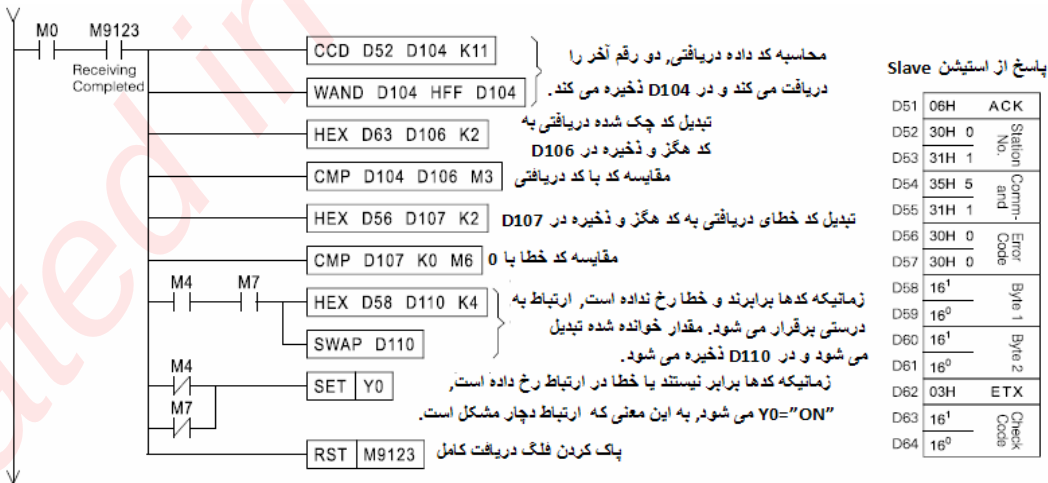 M0 M9123
Receiving
Completed
CCD D52 D104 K11
WAND D104 HFF D104
محاسبه کد داده دریافتی, دو رقم آخر را
دریافت می کند و در D104 ذخیره می کند.
HEX D63 D106 K2
تبدیل کد چک شده دریافتی به
کد هگز و ذخیره در D106
CMP D104 D106 M3
مقایسه کد با کد دریافتی
HEX D56 D107 K2
تبدیل کد خطای دریافتی به کد هگز و ذخیره در D107
CMP D107 K0 M6
مقایسه کد خطا با 0
M4 M7
HEX D58 D110 K4
SWAP D110
زمانیکه کدها برابرند و خطا رخ نداده است, ارتباط به
درستی برقرار می شود. مقدار خوانده شده تبدیل
می شود و در D110 ذخیره می شود.
M4
M7
SET Y0
زمانیکه کدها برابر نیستند یا خطا در ارتباط رخ داده است,
Y0="ON" می شود, به این معنی که ارتباط دچار مشکل است.
RST M9123
پاک کردن فلگ دریافت کامل
پاسخ از استیشن Slave
D51 06H ACK
D52 30H 0
D53 31H 1
Station
No.
D54 35H 5
D55 31H 1
Comm-
and
D56 30H 0
D57 30H 0
Error
Code
D58 16¹
D59 16⁰
Byte 1
D60 16¹
D61 16⁰
Byte 2
D62 03H ETX
D63 16¹
D64 16⁰
Check
Code